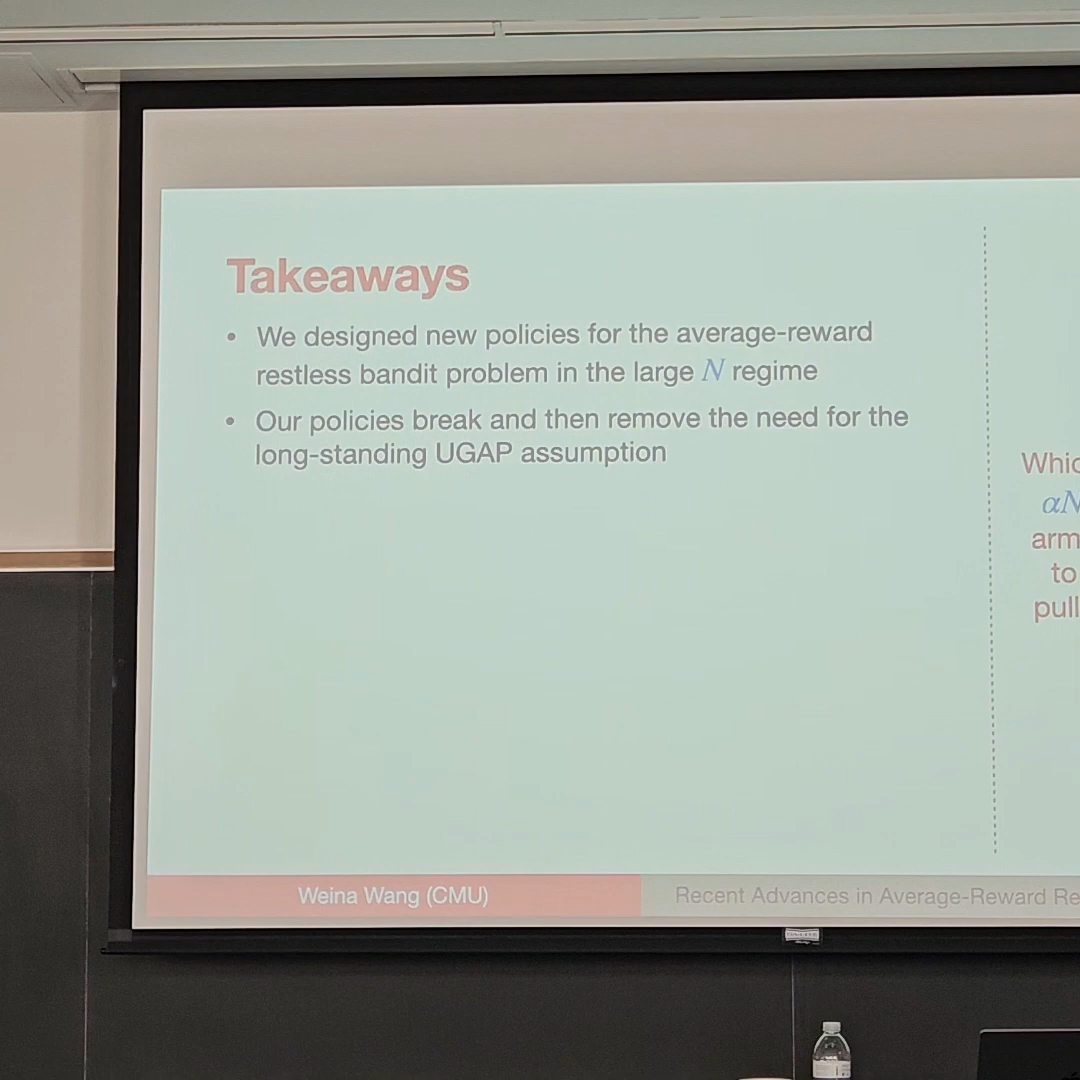 Takeaways
• We designed new policies for the average-reward
restless bandit problem in the large N regime
• Our policies break and then remove the need for the
long-standing UGAP assumption
Whic
αN
arm
to
pull
Weina Wang (CMU)
Recent Advances in Average-Reward Re